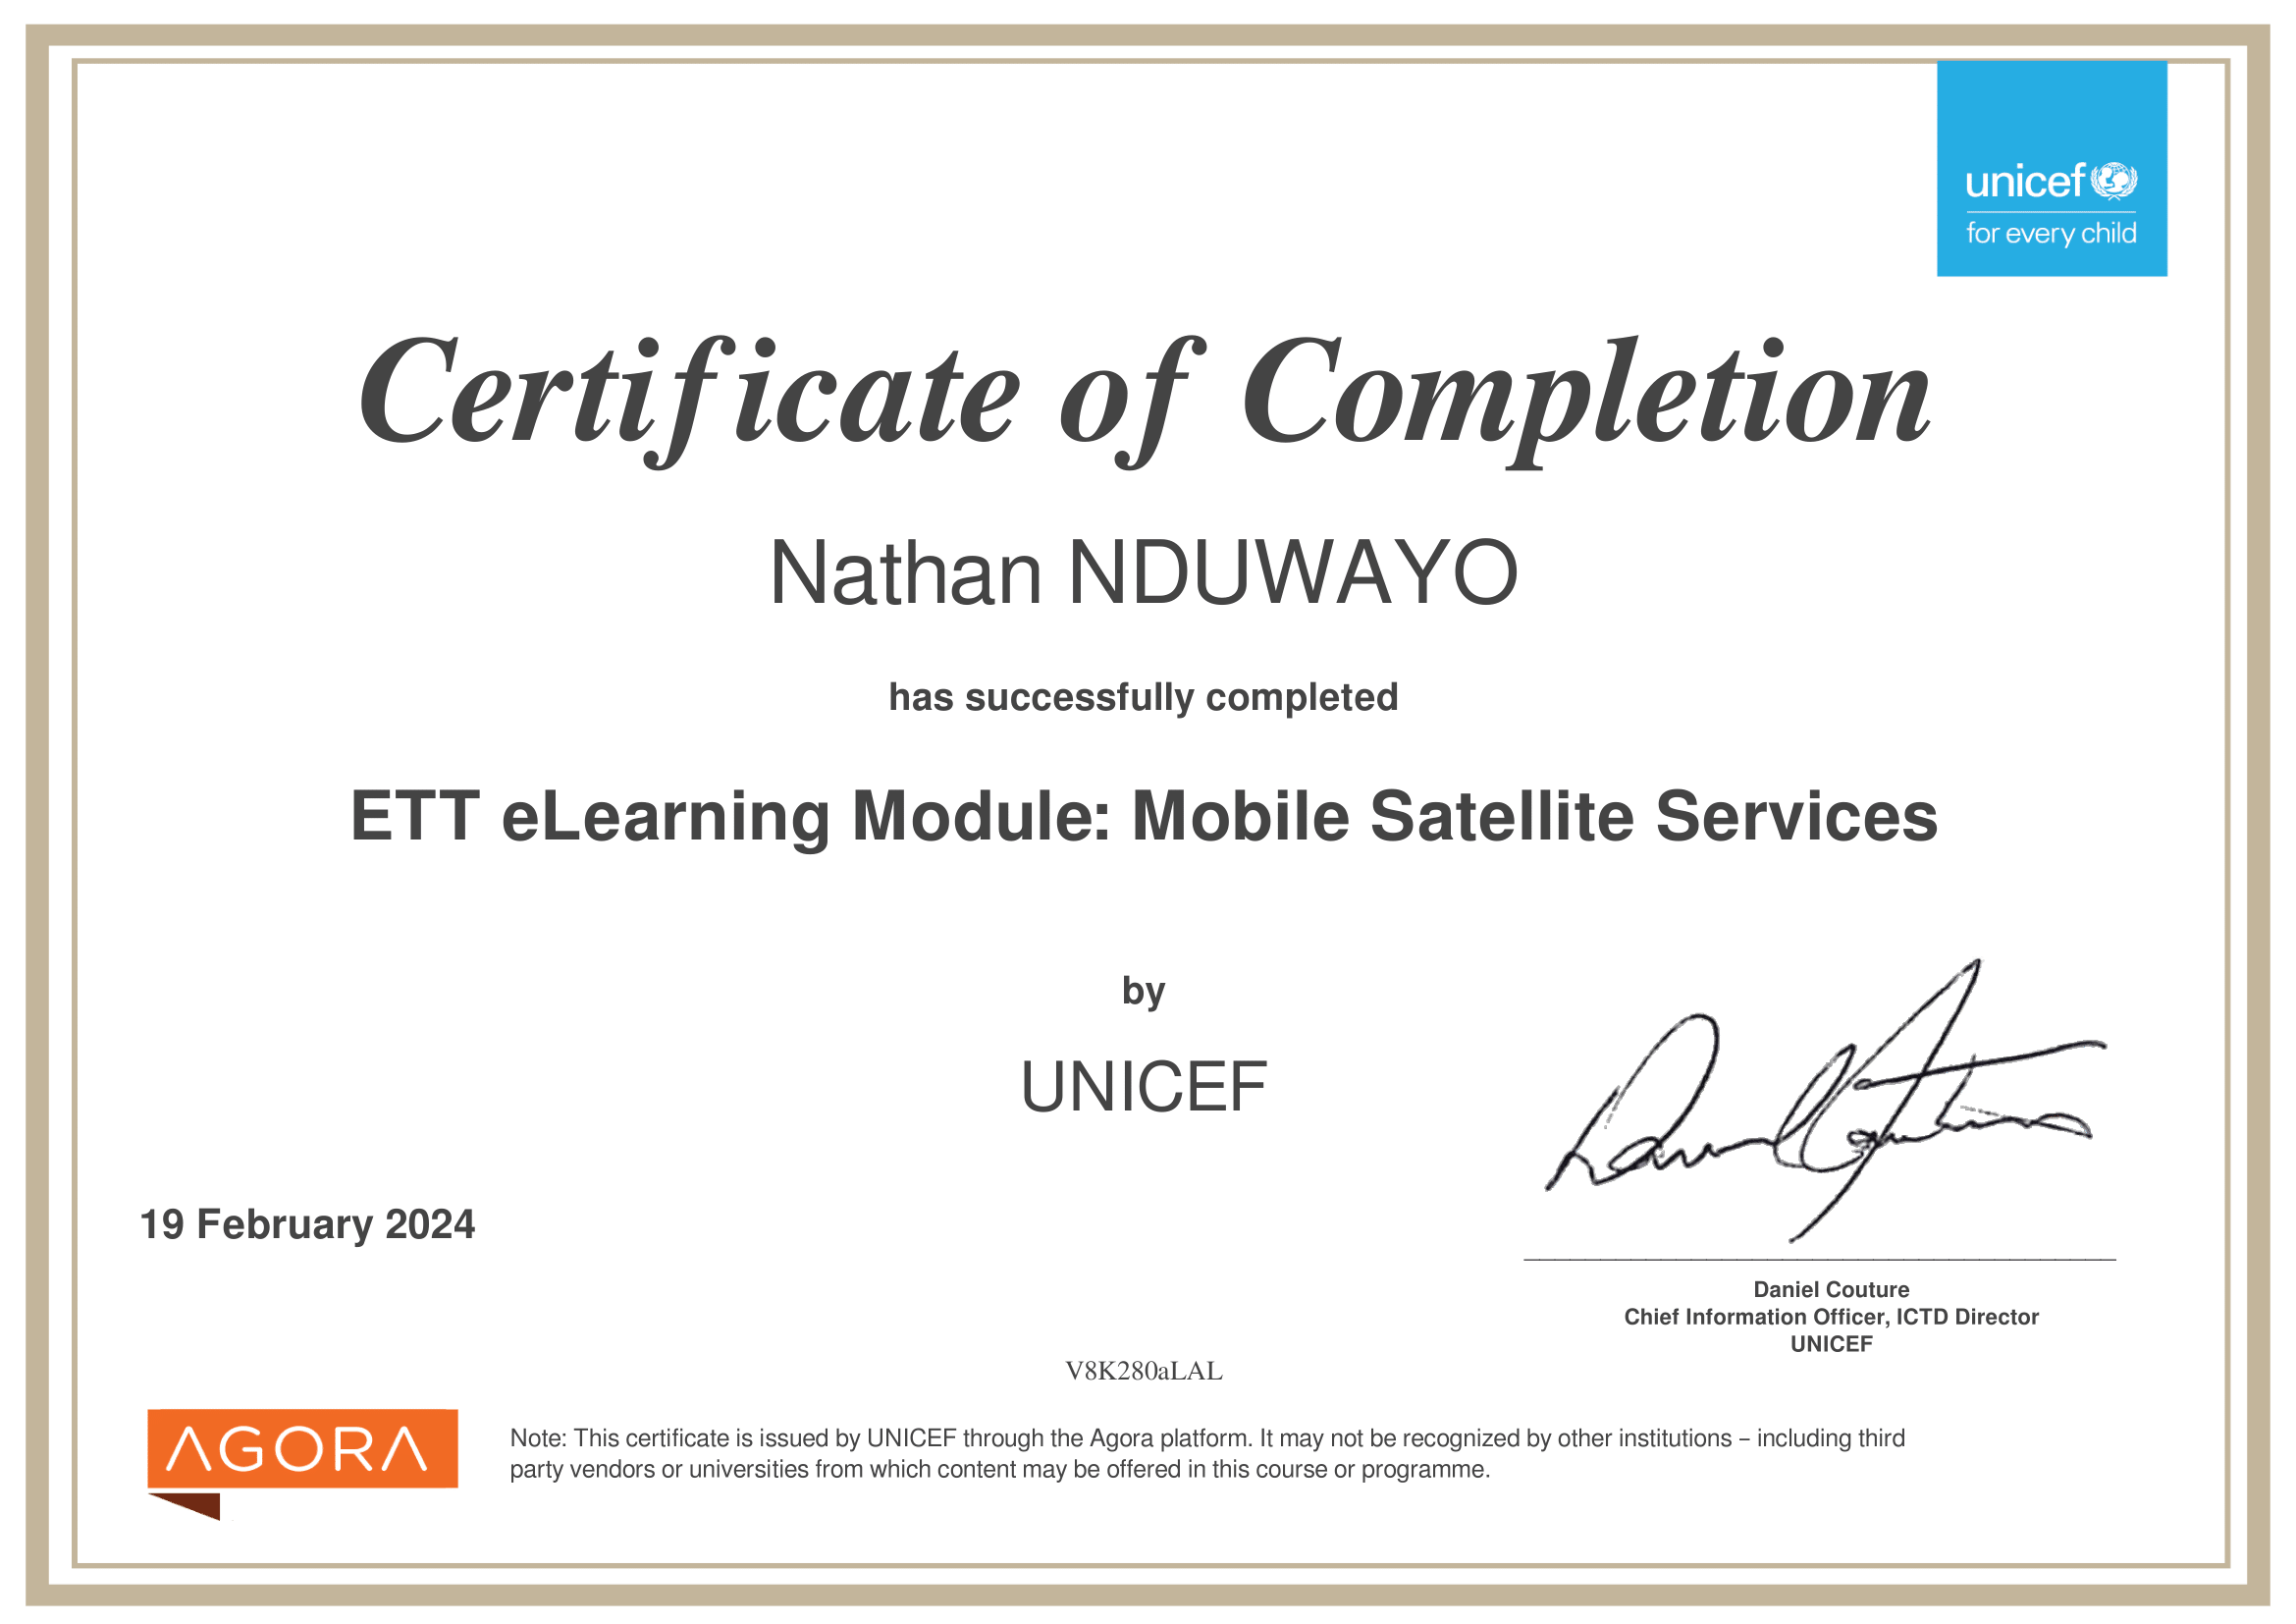 unicef
for every child
Certificate of Completion
Nathan NDUWAYO
has successfully completed
ETT eLearning Module: Mobile Satellite Services
by
UNICEF
19 February 2024
Daniel Couture
Chief Information Officer, ICTD Director
UNICEF
V8K280aLAL
AGORA
Note: This certificate is issued by UNICEF through the Agora platform. It may not be recognized by other institutions – including third
party vendors or universities from which content may be offered in this course or programme.